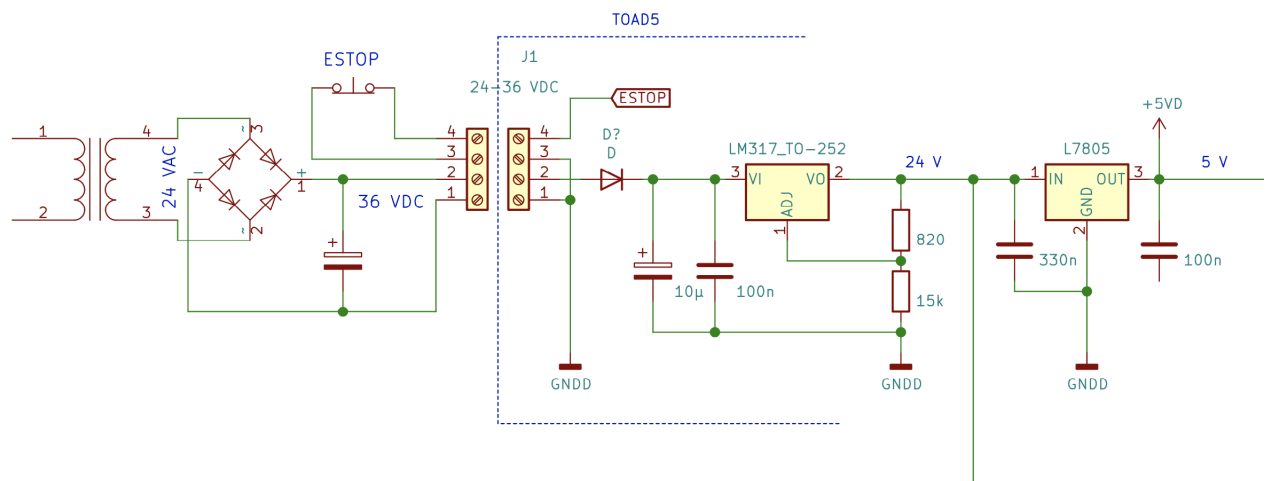 TOAD5
ESTOP
J1
24-36 VDC
ESTOP
+5VD
1
4
~
3
4
4
D?
D
LM317_TO-252
L7805
24 VAC
3
3
-
4
+
1
2
2
3
VI
VO
2
24 V
1
IN
OUT
3
5 V
36 VDC
1
1
ADJ
1
GND
2
2
3
~
2
820
+
+
10µ
100n
330n
100n
15k
GNDD
GNDD
GNDD